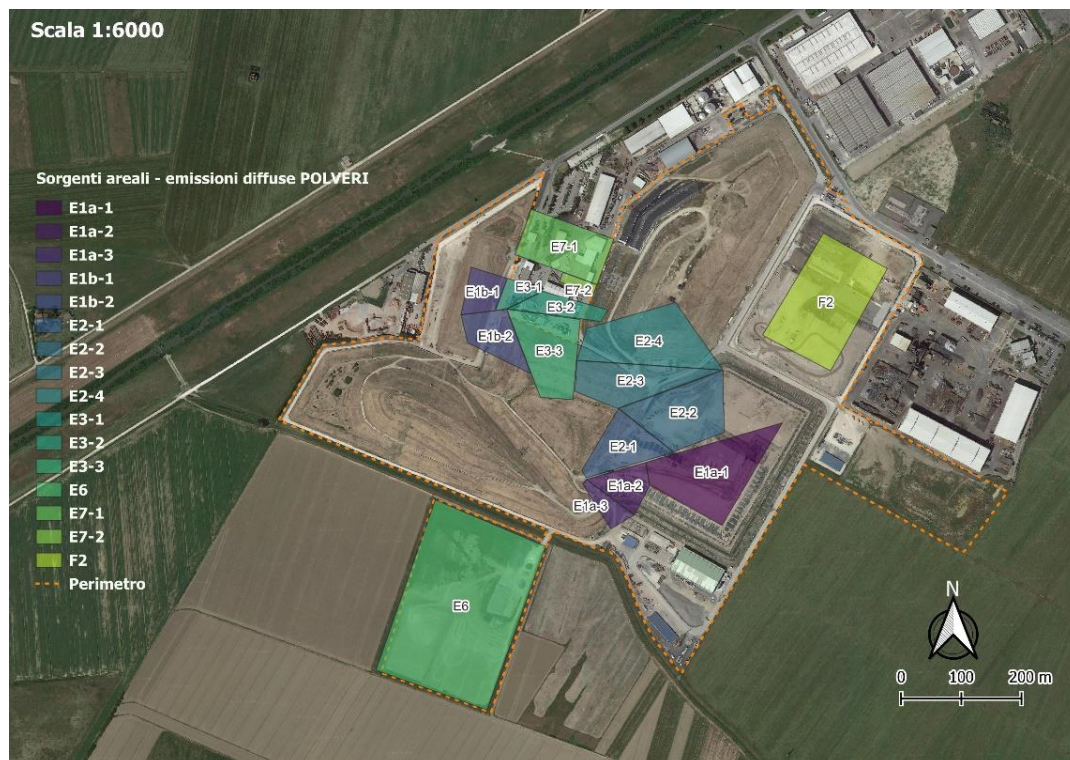 Scala 1:6000
Sorgenti areali - emissioni diffuse POLVERI
E1a-1
E1a-2
E1a-3
E1b-1
E1b-2
E2-1
E2-2
E2-3
E2-4
E3-1
E3-2
E3-3
E6
E7-1
E7-2
F2
Perimetro
E7-1
E1b-1
E3-1
E7-2
E3-2
F2
E1b-2
E3-3
E2-4
E2-3
E2-2
E2-1
E1a-1
E1a-2
E1a-3
E6
N
0 100 200 m